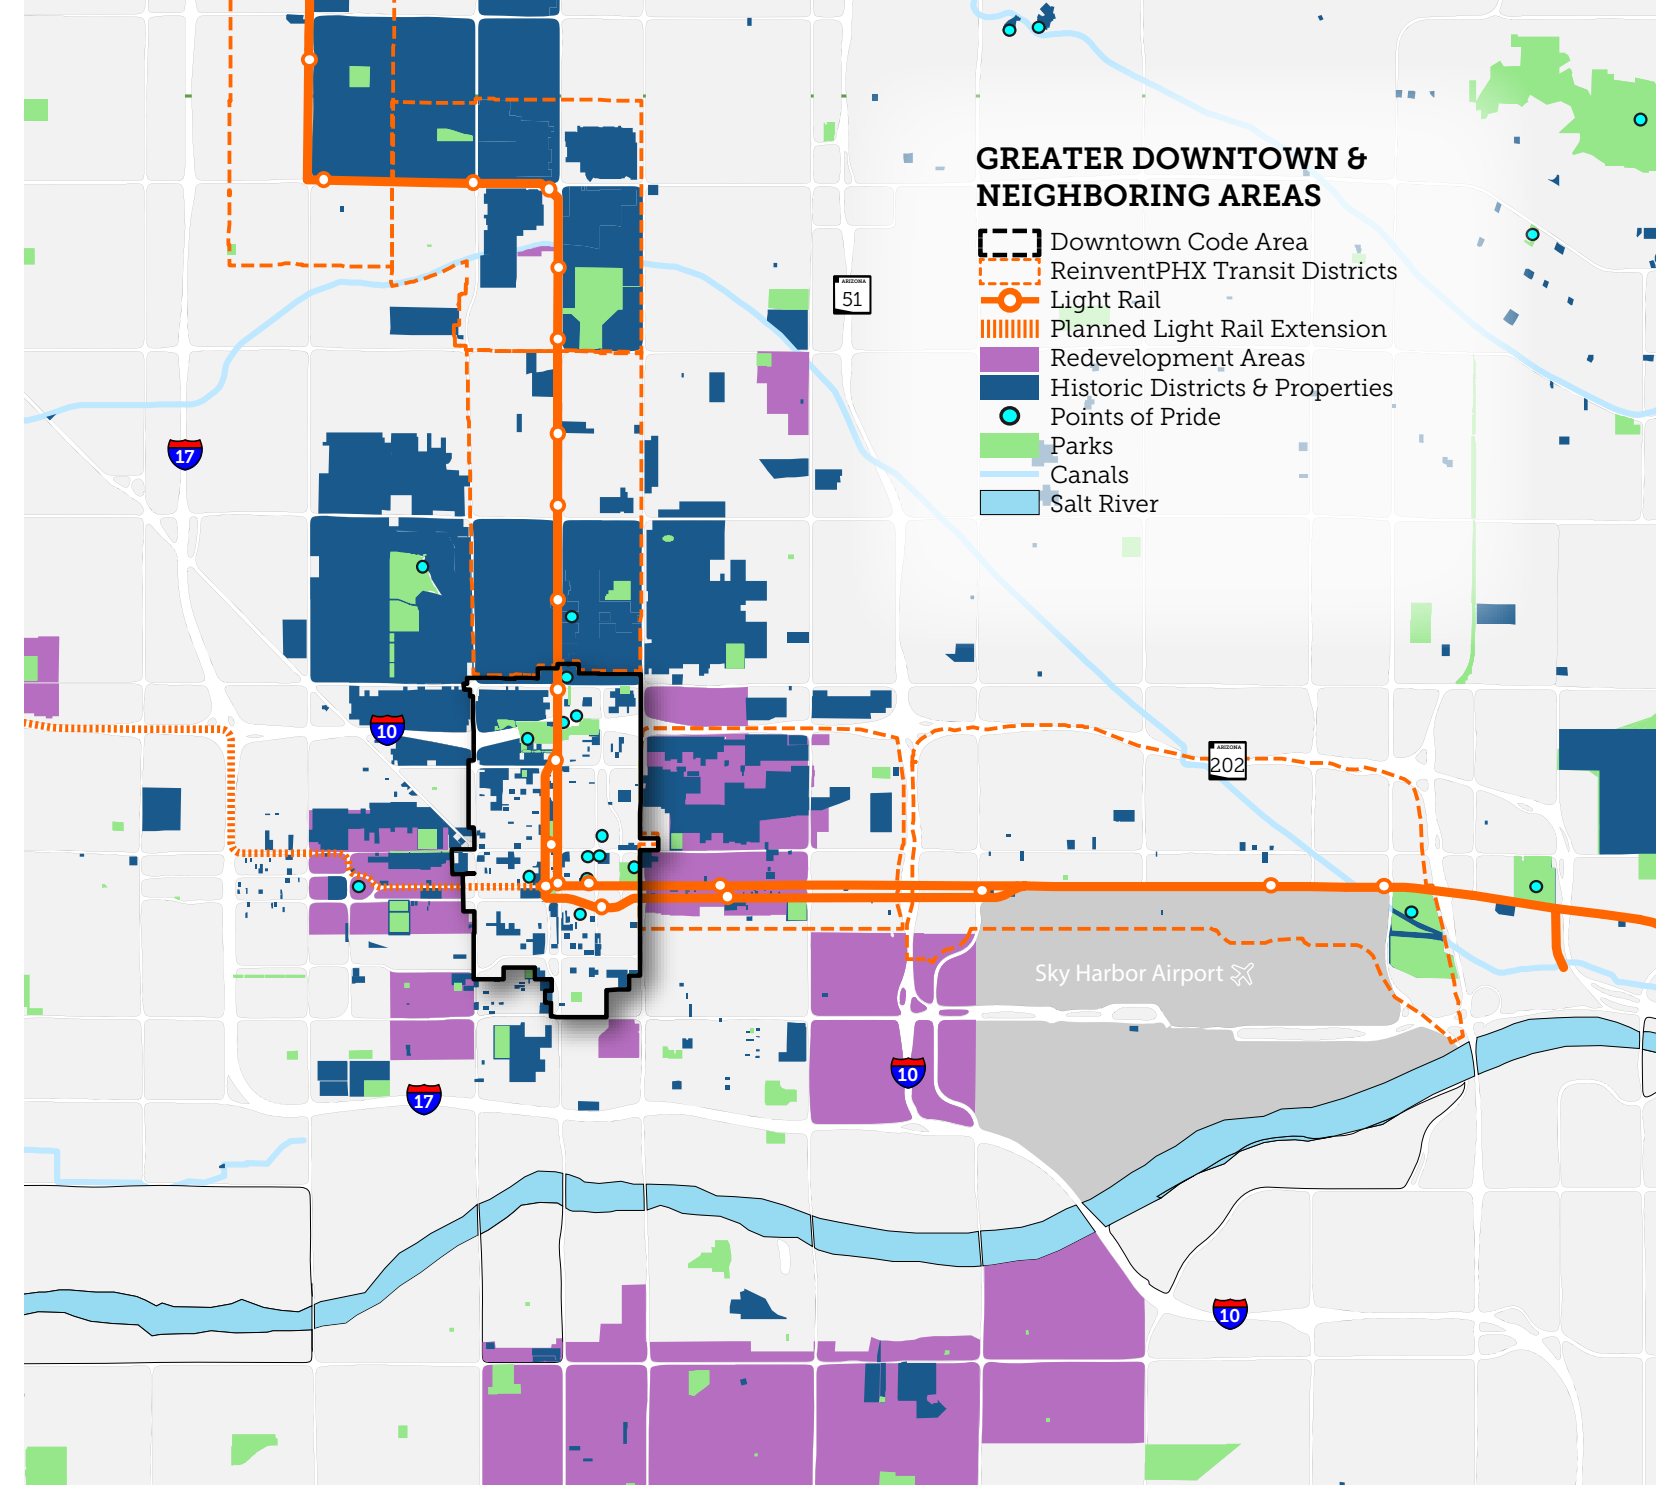 GREATER DOWNTOWN &
NEIGHBORING AREAS
Downtown Code Area
ReinventPHX Transit Districts
Light Rail
Planned Light Rail Extension
Redevelopment Areas
Historic Districts & Properties
Points of Pride
Parks
Canals
Salt River
ARIZONA
51
17
10
ARIZONA
202
Sky Harbor Airport
10
17
10